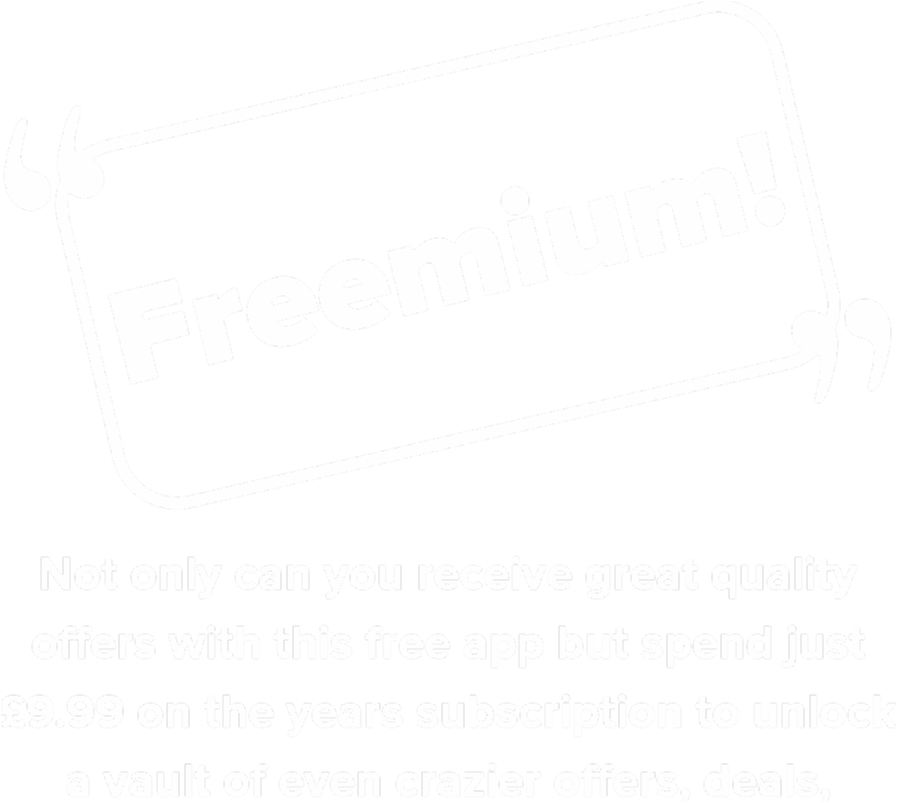 Freemium!
Not only can you receive great quality
offers with this free app but spend just
£9.99 on the years subscription to unlock
a vault of even crazier offers, deals,